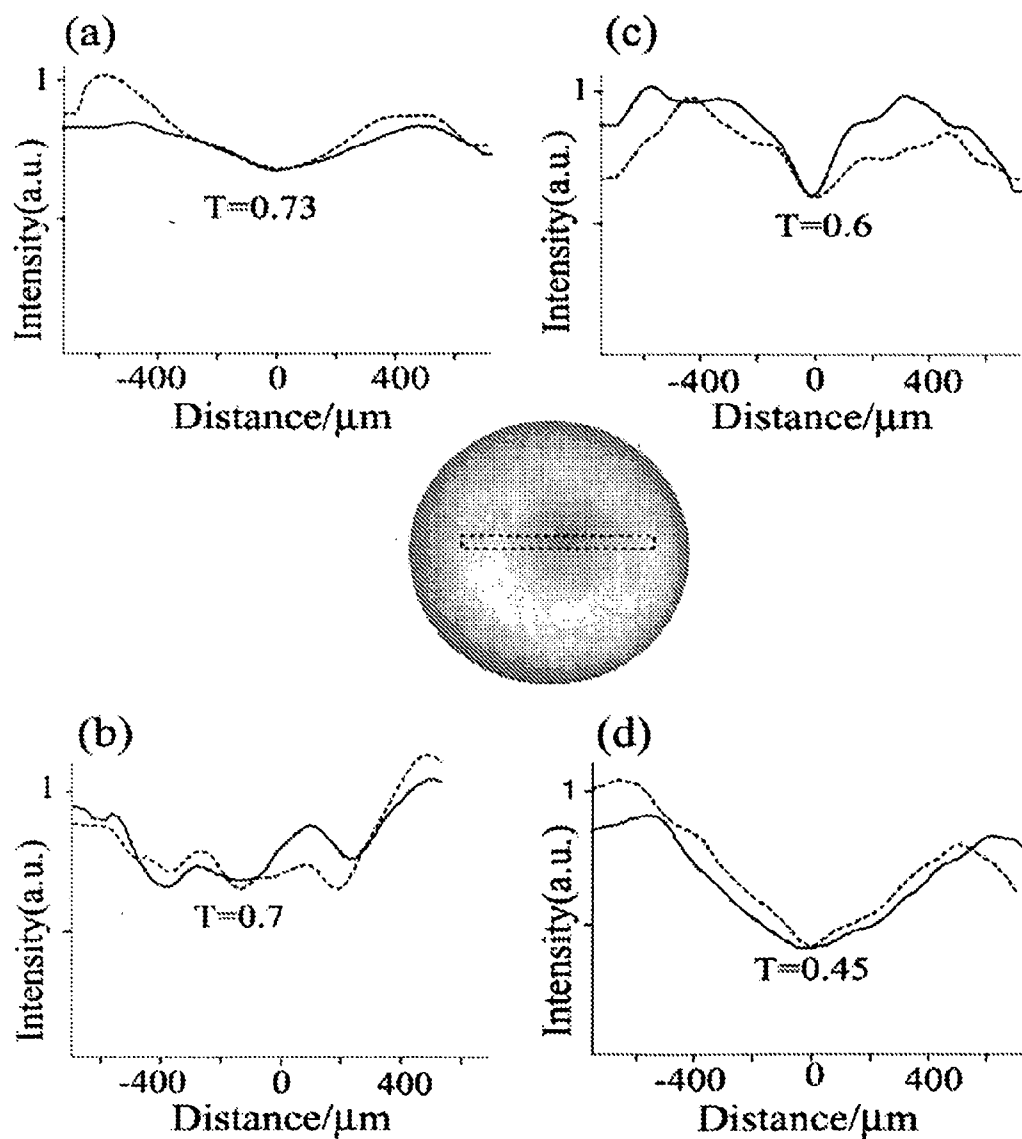 (a)
1
Intensity(a.u.)
T=0.73
-400 0 400
Distance/μm
(c)
1
Intensity(a.u.)
T=0.6
-400 0 400
Distance/μm
(b)
1
Intensity(a.u.)
T=0.7
-400 0 400
Distance/μm
(d)
1
Intensity(a.u.)
T=0.45
-400 0 400
Distance/μm